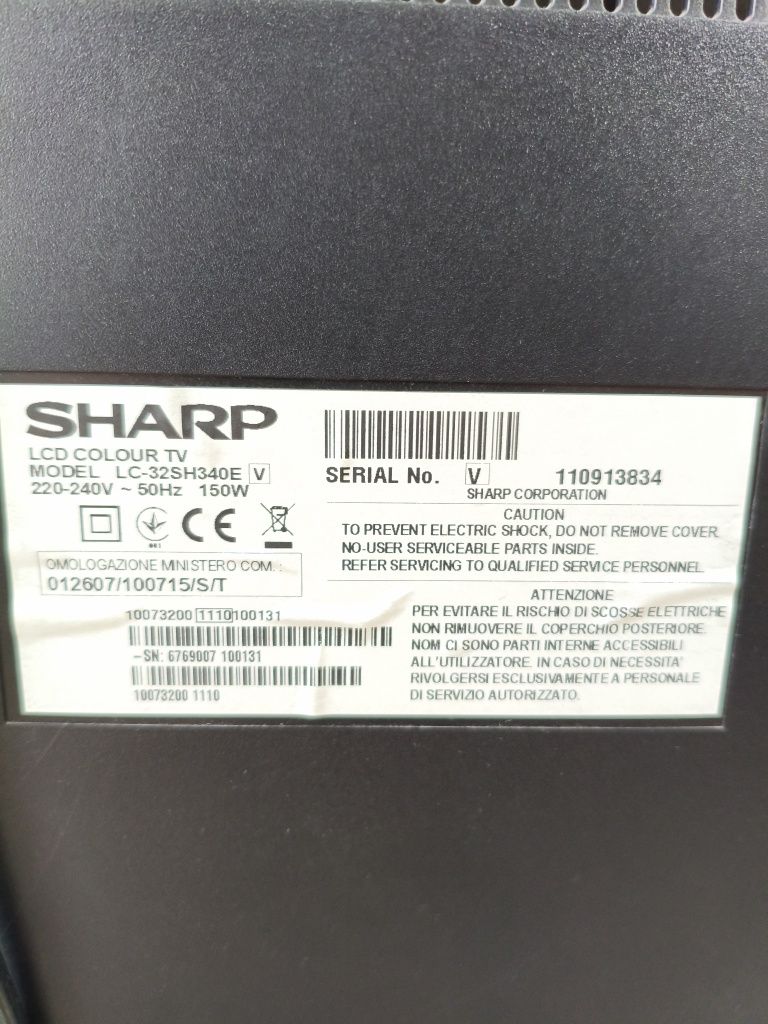 SHARP
LCD COLOUR TV
MODEL LC-32SH340E V
220-240V ~ 50Hz 150W
CE
OMOLOGAZIONE MINISTERO COM.:
012607/100715/S/T
10073200 1110 100131
-SN: 6769007 100131
10073200 1110
SERIAL No. V 110913834
SHARP CORPORATION
CAUTION
TO PREVENT ELECTRIC SHOCK, DO NOT REMOVE COVER.
NO-USER SERVICEABLE PARTS INSIDE.
REFER SERVICING TO QUALIFIED SERVICE PERSONNEL.
ATTENZIONE
PER EVITARE IL RISCHIO DI SCOSSE ELETTRICHE
NON RIMUOVERE IL COPERCHIO POSTERIORE.
NOM CI SONO PARTI INTERNE ACCESSIBILI
ALL'UTILIZZATORE. IN CASO DI NECESSITA'
RIVOLGERSI ESCLUSIVAMENTE A PERSONALE
DI SERVIZIO AUTORIZZATO.